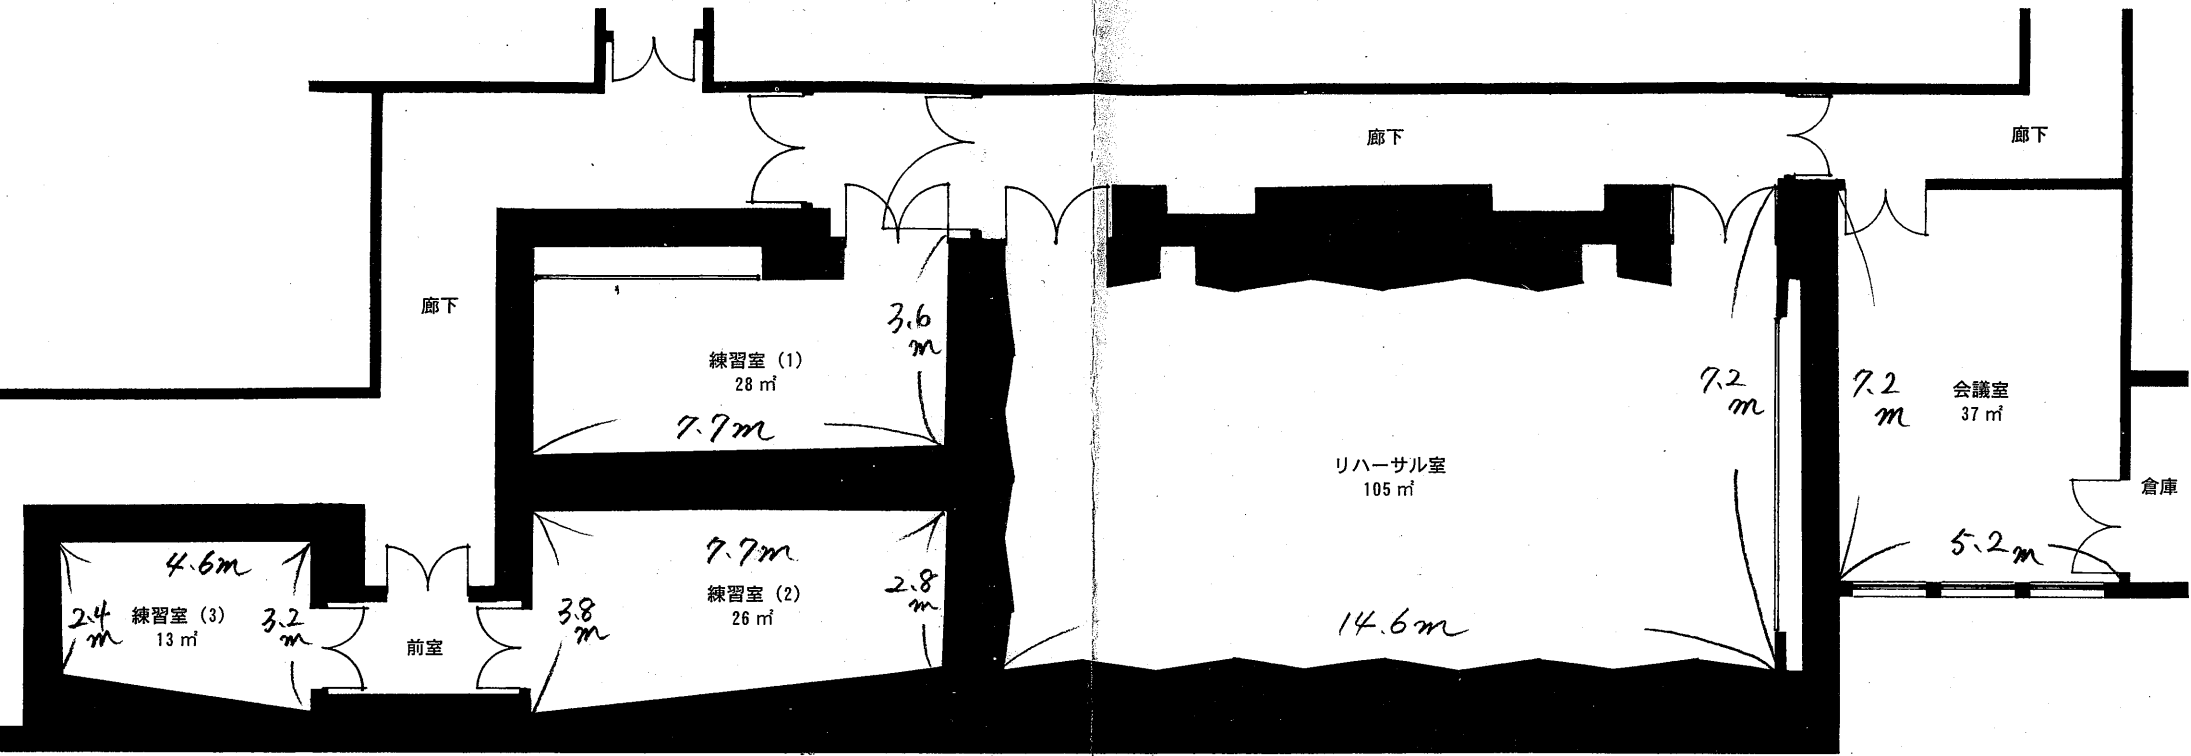 廊下
廊下
廊下
3.6
m
練習室（1）
28 ㎡
7.7m
7.2
m
7.2
m
会議室
37 ㎡
リハーサル室
105 ㎡
倉庫
5.2m
14.6m
4.6m
2.4
m
練習室（3）
13 ㎡
3.2
m
前室
7.7m
3.8
m
練習室（2）
26 ㎡
2.8
m